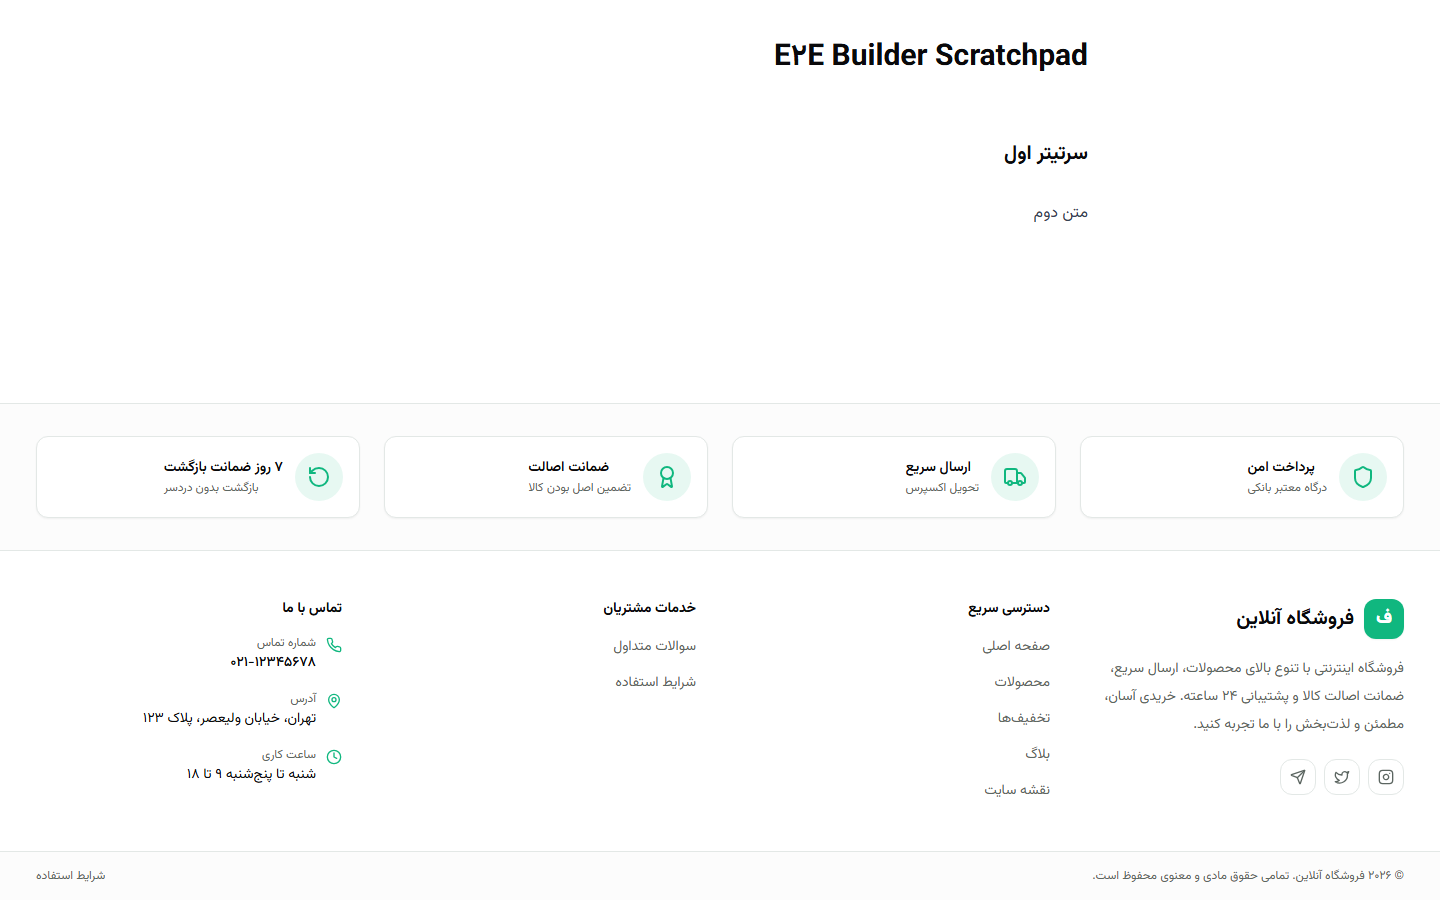 E۲E Builder Scratchpad
سرتیتر اول
متن دوم
پرداخت امن
درگاه معتبر بانکی
ارسال سریع
تحویل اکسپرس
ضمانت اصالت
تضمین اصل بودن کالا
۷ روز ضمانت بازگشت
بازگشت بدون دردسر
ف
فروشگاه آنلاین
فروشگاه اینترنتی با تنوع بالای محصولات، ارسال سریع،
ضمانت اصالت کالا و پشتیبانی ۲۴ ساعته. خریدی آسان،
مطمئن و لذت‌بخش را با ما تجربه کنید.
دسترسی سریع
صفحه اصلی
محصولات
تخفیف‌ها
بلاگ
نقشه سایت
خدمات مشتریان
سوالات متداول
شرایط استفاده
تماس با ما
شماره تماس
۰۲۱-۱۲۳۴۵۶۷۸
آدرس
تهران، خیابان ولیعصر، پلاک ۱۲۳
ساعت کاری
شنبه تا پنج‌شنبه ۹ تا ۱۸
© ۲۰۲۶ فروشگاه آنلاین. تمامی حقوق مادی و معنوی محفوظ است.
شرایط استفاده